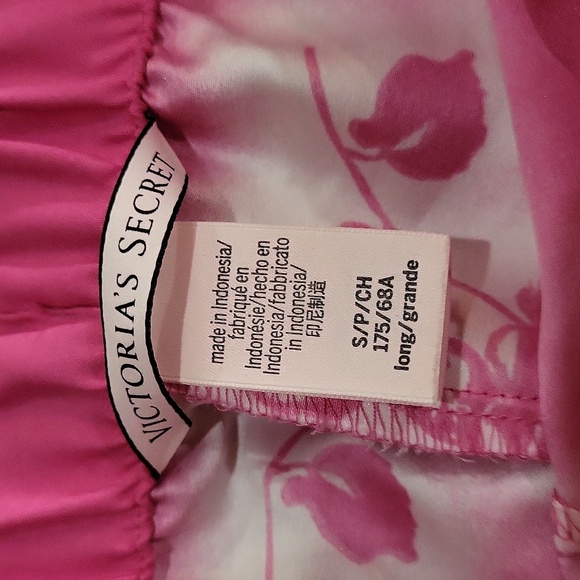 VICTORIA'S SECRET
made in Indonesia/
fabriqué en
Indonésie/hecho en
Indonesia/fabbricato
in Indonesia/
印尼制造
S/P/CH
175/68A
long/grande